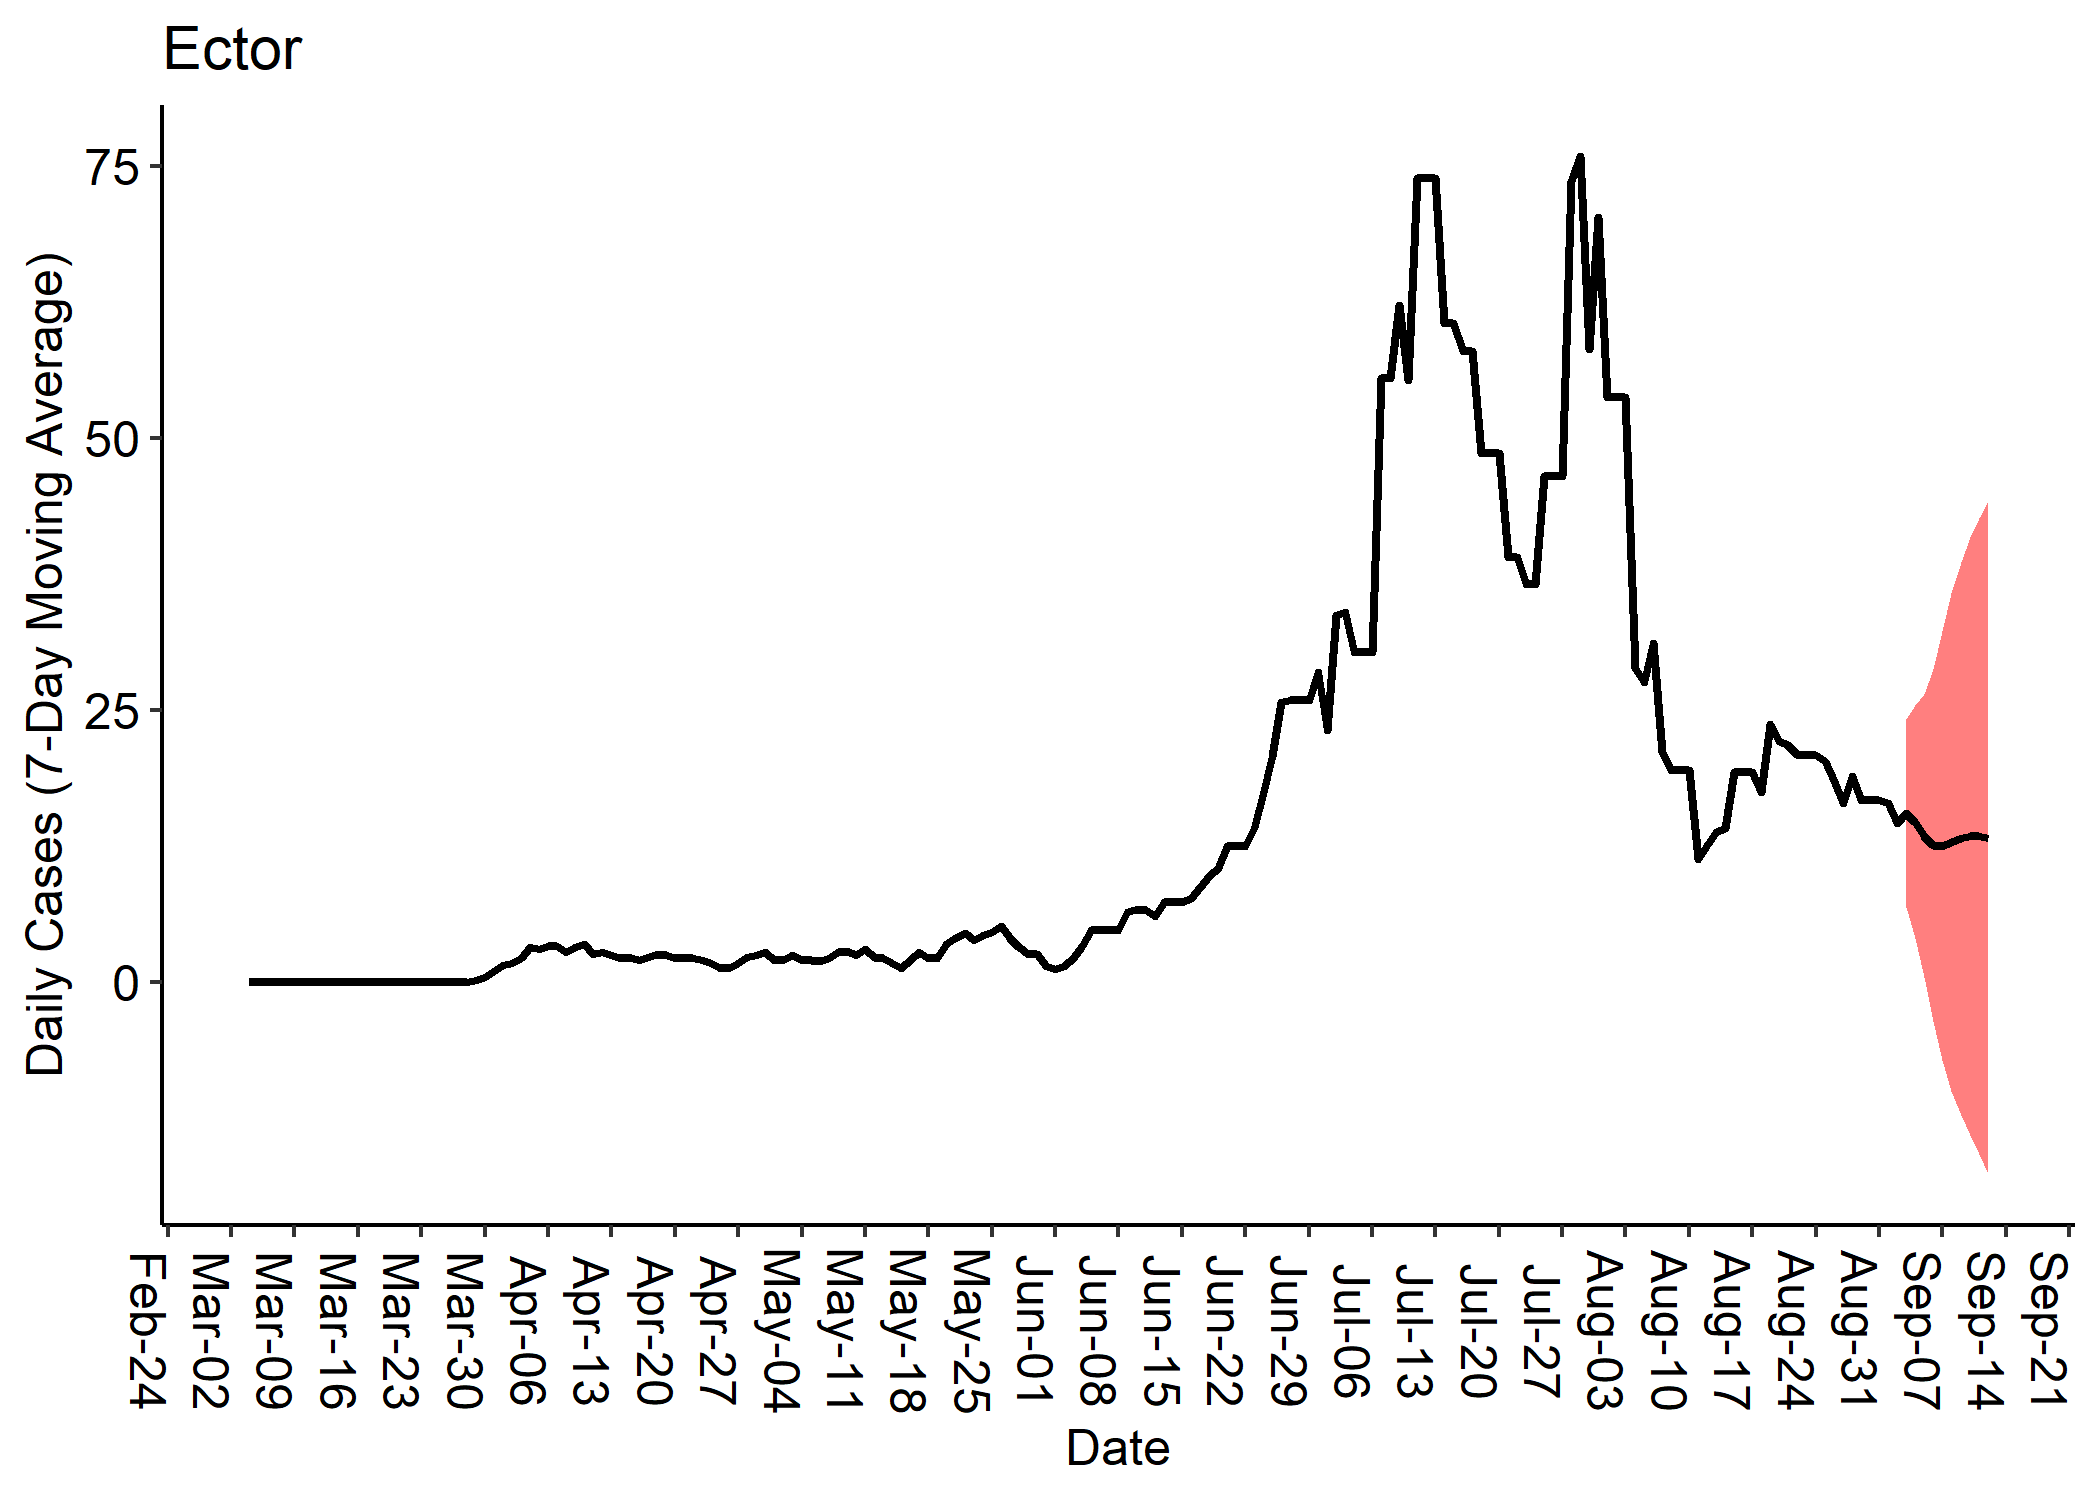 Ector
Daily Cases (7-Day Moving Average)
75
50
25
0
Feb-24
Mar-02
Mar-09
Mar-16
Mar-23
Mar-30
Apr-06
Apr-13
Apr-20
Apr-27
May-04
May-11
May-18
May-25
Jun-01
Jun-08
Jun-15
Jun-22
Jun-29
Jul-06
Jul-13
Jul-20
Jul-27
Aug-03
Aug-10
Aug-17
Aug-24
Aug-31
Sep-07
Sep-14
Sep-21
Date